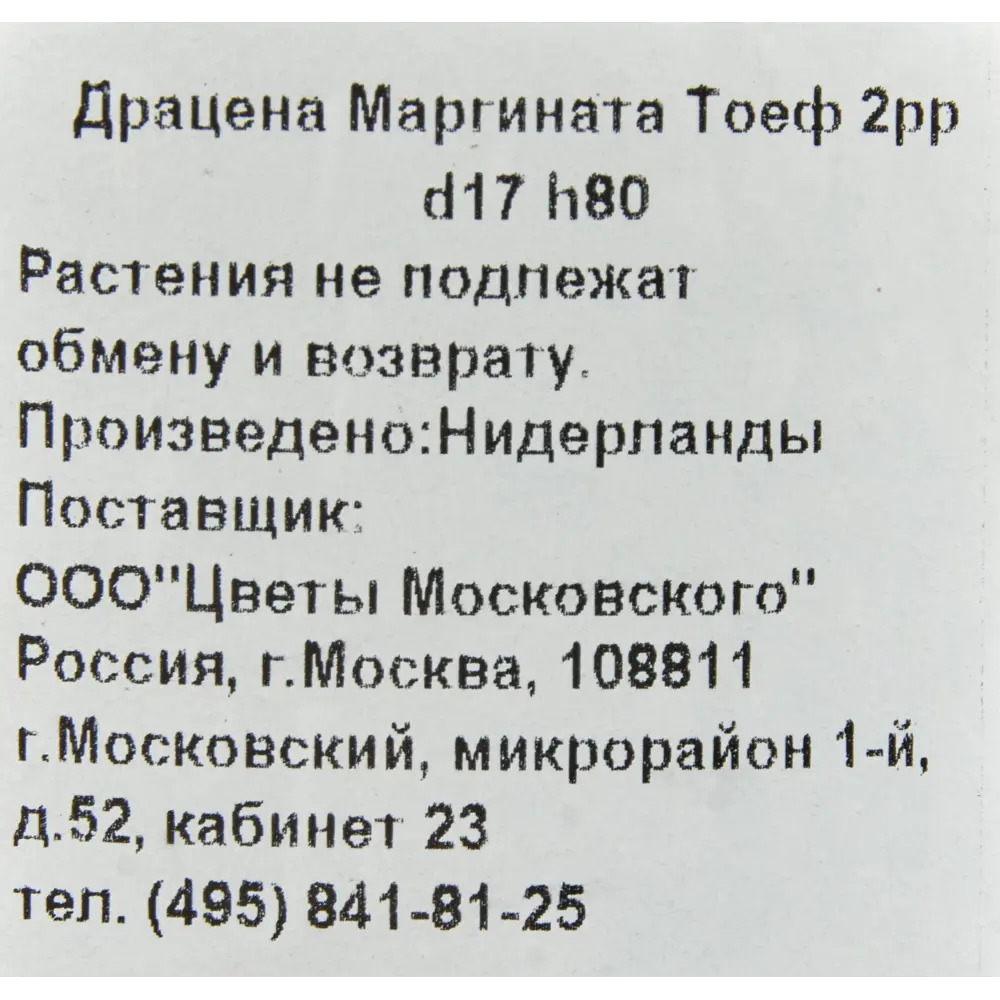 Драцена Маргината Тоеф 2рр
d17 h80
Растения не подлежат
обмену и возврату.
Произведено:Нидерланды
Поставщик:
ООО"Цветы Московского"
Россия, г.Москва, 108811
г.Московский, микрорайон 1-й,
д.52, кабинет 23
тел. (495) 841-81-25